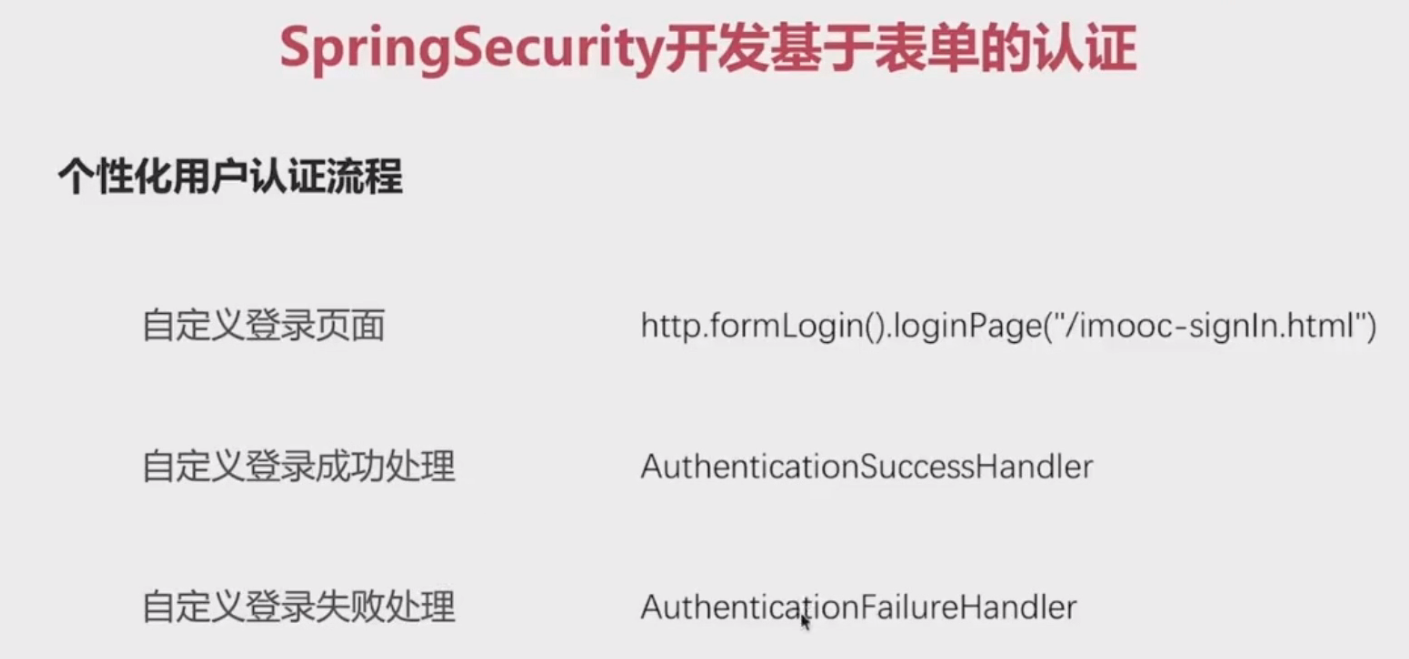 SpringSecurity开发基于表单的认证
个性化用户认证流程
自定义登录页面 http.formLogin().loginPage("/imooc-signIn.html")
自定义登录成功处理 AuthenticationSuccessHandler
自定义登录失败处理 AuthenticationFailureHandler